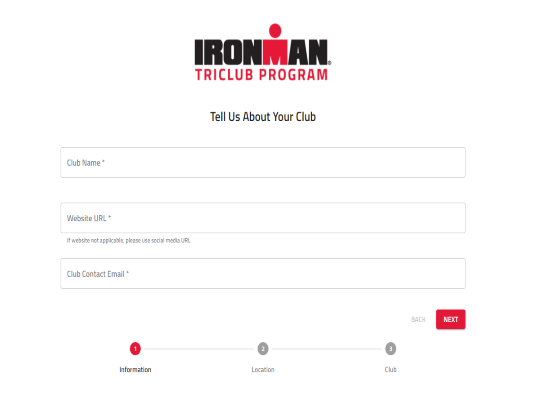 IRONMAN®
TRICLUB PROGRAM
Tell Us About Your Club
Club Name *
Website URL *
If website not applicable, please use social media URL
Club Contact Email *
BACK NEXT
1 2 3
Information Location Club